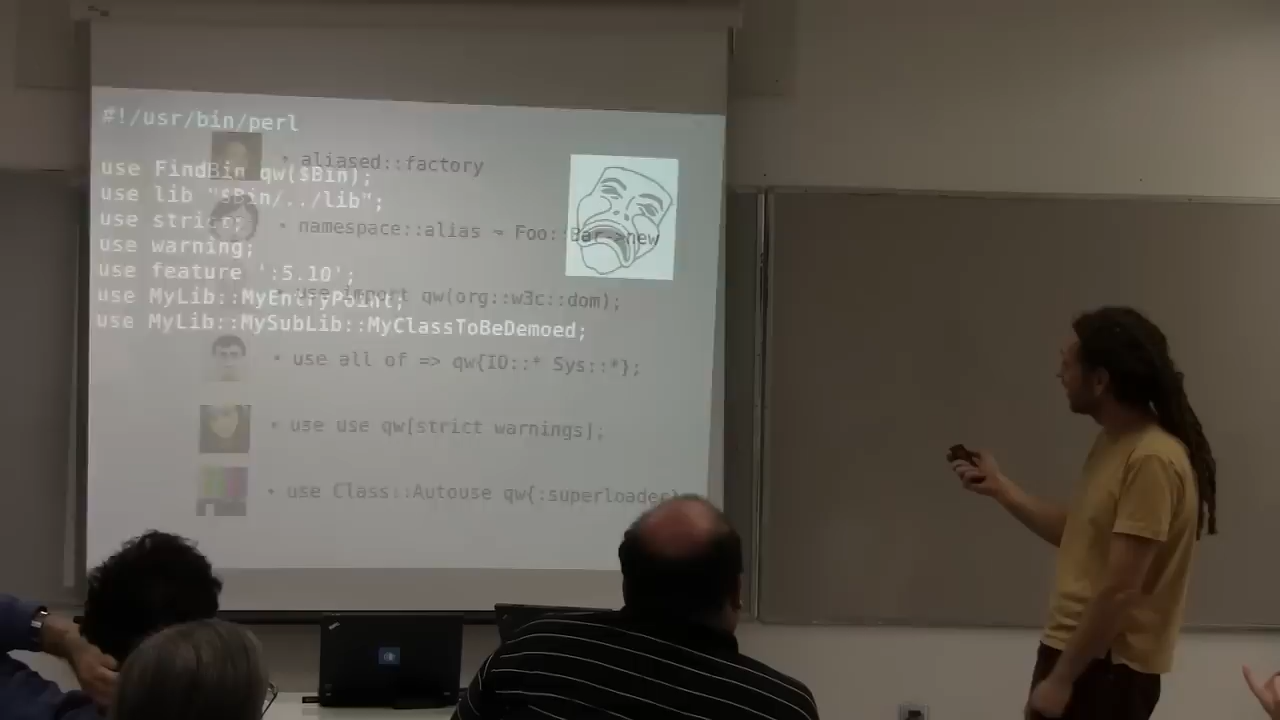 #!/usr/bin/perl
use FindBin qw($Bin);
use lib "$Bin/../lib";
use strict;
use warning;
use feature ':5.10';
use MyLib::MyEntryPoint;
use MyLib::MySubLib::MyClassToBeDemoed;
• aliased::factory
• namespace::alias ~ Foo::Bar->new
• use import qw(org::w3c::dom);
• use all of => qw{IO::* Sys::*};
• use use qw[strict warnings];
• use Class::Autouse qw{:superloader}